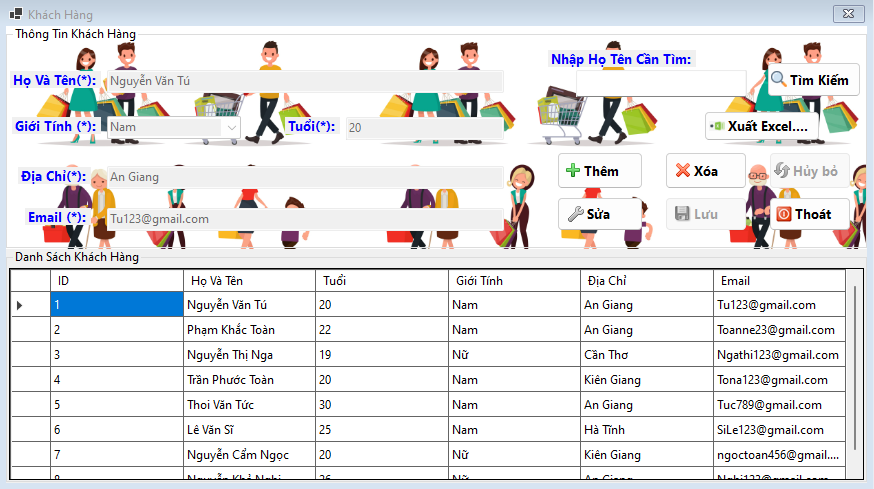 Khách Hàng
Thông Tin Khách Hàng
Họ Và Tên(*): Nguyễn Văn Tú
Nhập Họ Tên Cần Tìm:
Tìm Kiếm
Giới Tính (*): Nam Tuổi(*): 20
Xuất Excel....
Địa Chỉ(*): An Giang
Thêm Xóa Hủy bỏ
Email (*): Tu123@gmail.com
Sửa Lưu Thoát
Danh Sách Khách Hàng
ID Họ Và Tên Tuổi Giới Tính Địa Chỉ Email
1 Nguyễn Văn Tú 20 Nam An Giang Tu123@gmail.com
2 Phạm Khắc Toàn 22 Nam An Giang Toanne23@gmail.com
3 Nguyễn Thị Nga 19 Nữ Cần Thơ Ngathi123@gmail.com
4 Trần Phước Toàn 20 Nam Kiên Giang Tona123@gmail.com
5 Thoi Văn Tức 30 Nam An Giang Tuc789@gmail.com
6 Lê Văn Sĩ 25 Nam Hà Tĩnh SiLe123@gmail.com
7 Nguyễn Cẩm Ngọc 20 Nữ Kiên Giang ngoctoan456@gmail....
8 Nguyễn Khả 26 Nam An Giang